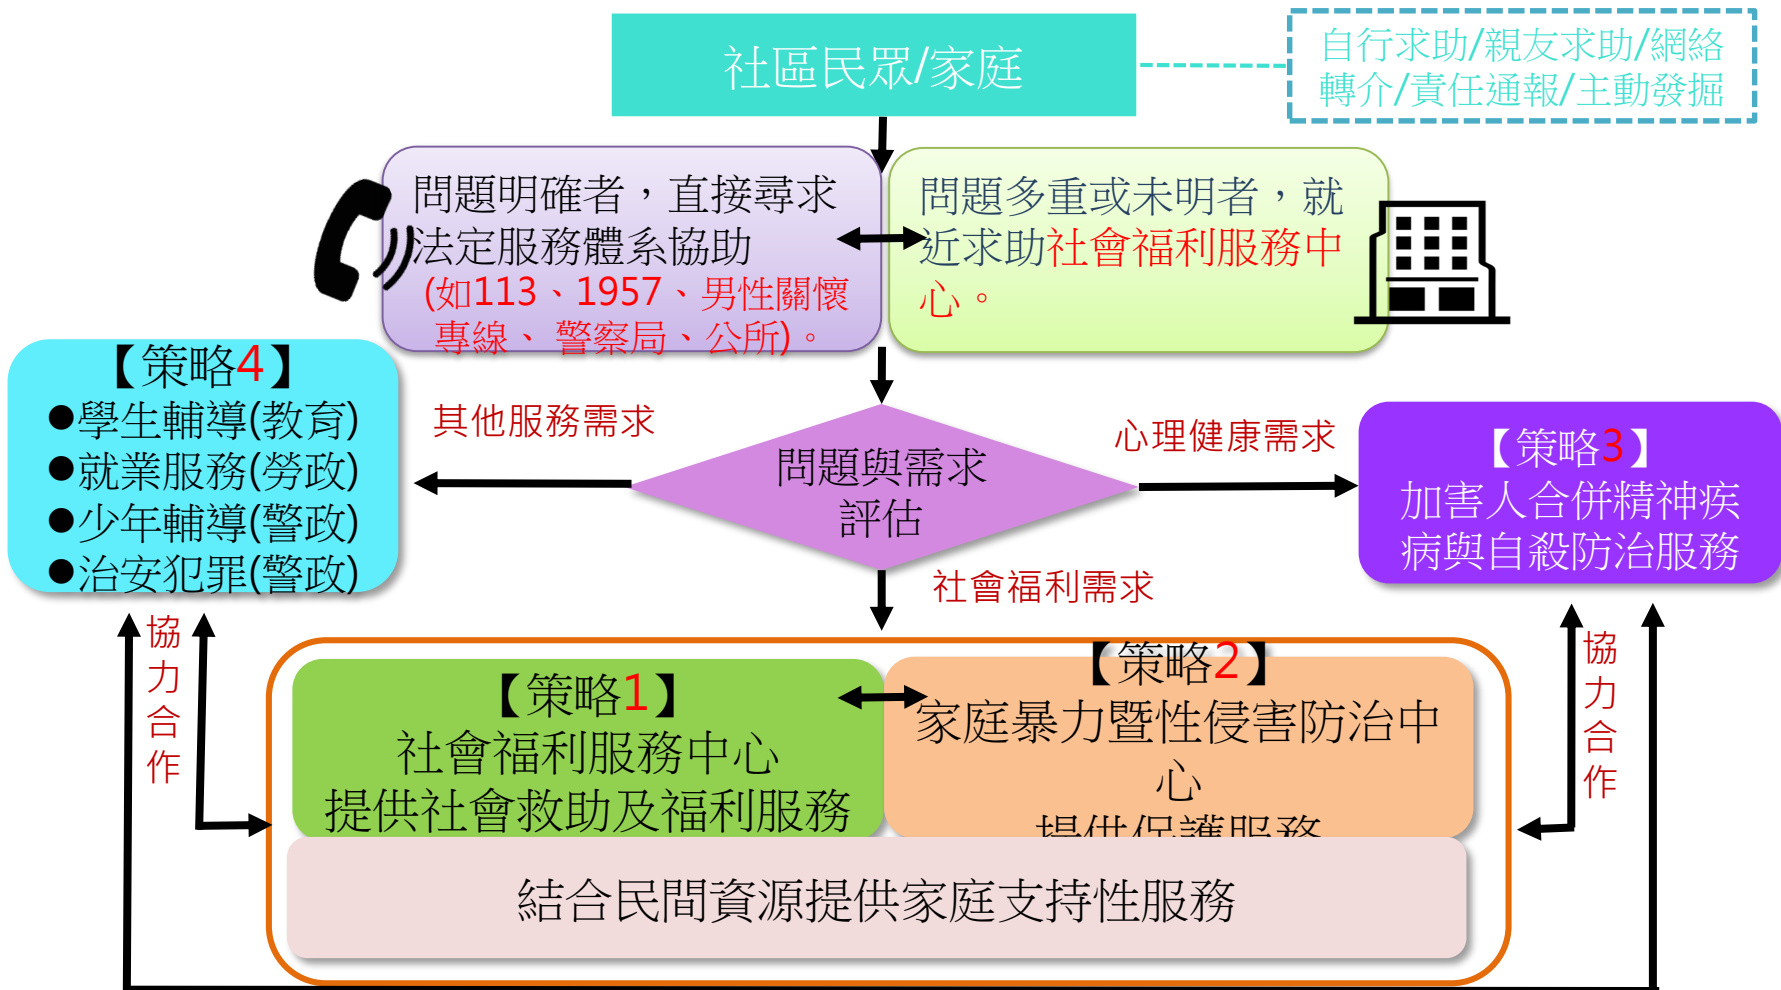 社區民眾/家庭
自行求助/親友求助/網絡
轉介/責任通報/主動發掘
問題明確者，直接尋求
法定服務體系協助
(如113、1957、男性關懷
專線、 警察局、公所)。
問題多重或未明者，就
近求助社會福利服務中
心。
【策略4】
●學生輔導(教育)
●就業服務(勞政)
●少年輔導(警政)
●治安犯罪(警政)
其他服務需求
問題與需求
評估
心理健康需求
【策略3】
加害人合併精神疾
病與自殺防治服務
社會福利需求
協力合作
【策略1】
社會福利服務中心
提供社會救助及福利服務
【策略2】
家庭暴力暨性侵害防治中
心
提供保護服務
協力合作
結合民間資源提供家庭支持性服務